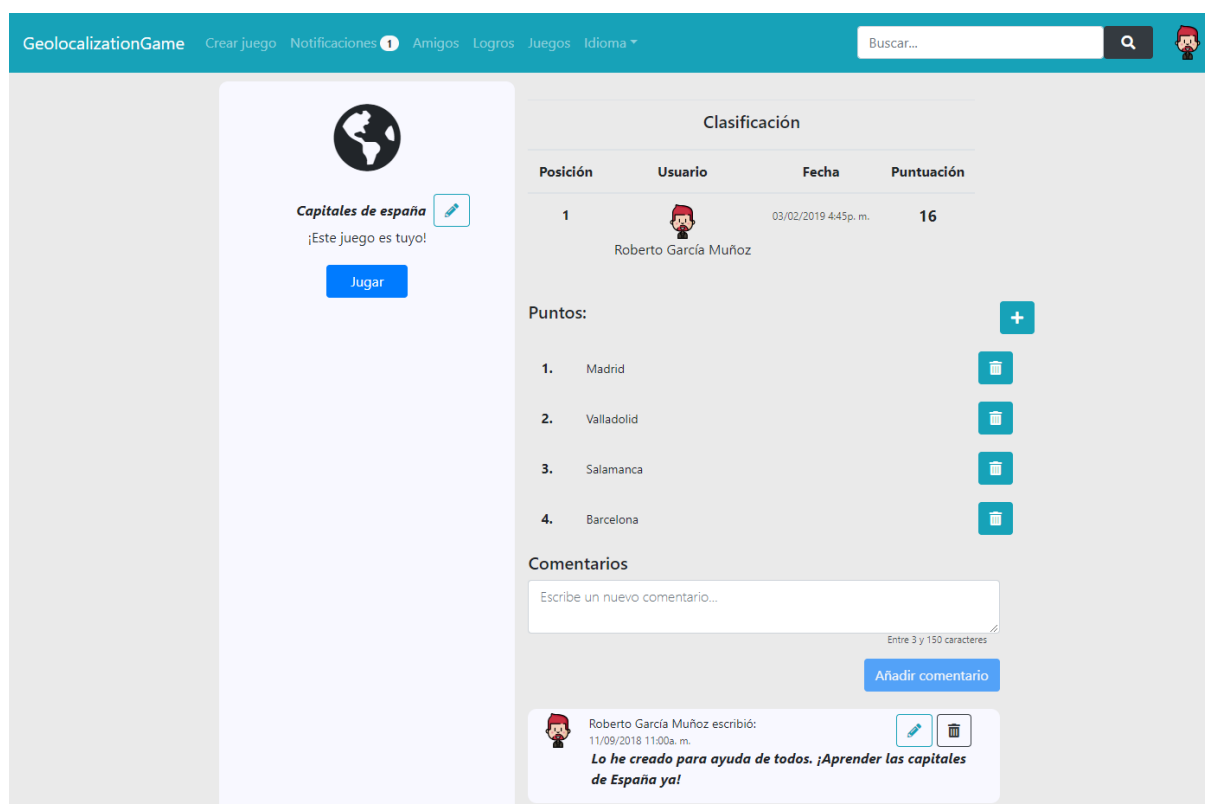 GeolocalizationGame Crear juego Notificaciones 1 Amigos Logros Juegos Idioma Buscar...
Capitales de españa
¡Este juego es tuyo!
Jugar
Clasificación
Posición Usuario Fecha Puntuación
1 03/02/2019 4:45p. m. 16
Roberto García Muñoz
Puntos:
1. Madrid
2. Valladolid
3. Salamanca
4. Barcelona
Comentarios
Escribe un nuevo comentario...
Entre 3 y 150 caracteres
Añadir comentario
Roberto García Muñoz escribió:
11/09/2018 11:00a. m.
Lo he creado para ayuda de todos. ¡Aprender las capitales
de España ya!